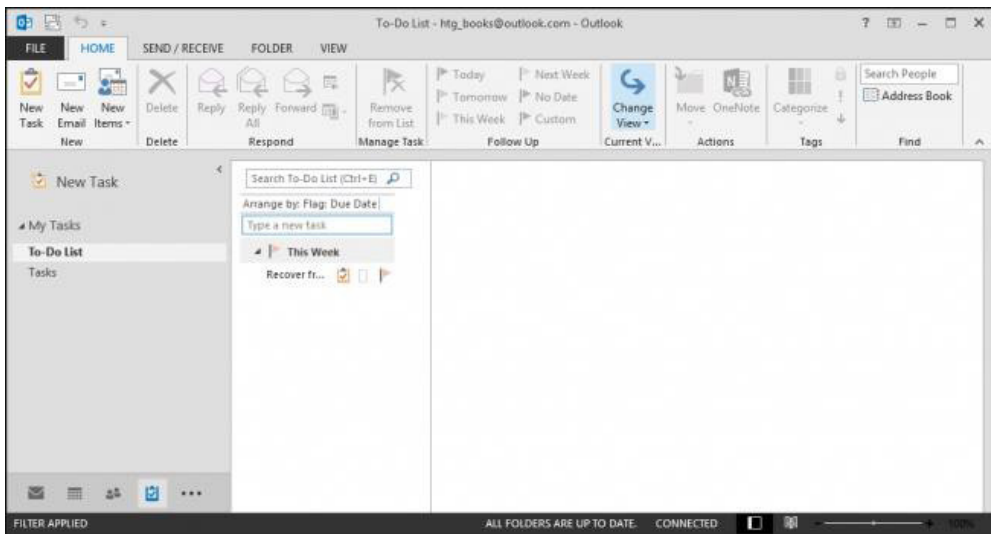 To-Do List - htg_books@outlook.com - Outlook
FILE HOME SEND / RECEIVE FOLDER VIEW
New Task New Email New Items Delete Reply Reply All Forward Remove from List Today Next Week Tomorrow No Date This Week Custom Change View Move OneNote Categorize Search People Address Book
New Delete Respond Manage Task Follow Up Current V... Actions Tags Find
New Task
Search To-Do List (Ctrl+E)
Arrange by: Flag: Due Date
My Tasks
Type a new task
To-Do List
This Week
Tasks
Recover fr...
FILTER APPLIED ALL FOLDERS ARE UP TO DATE. CONNECTED 100%